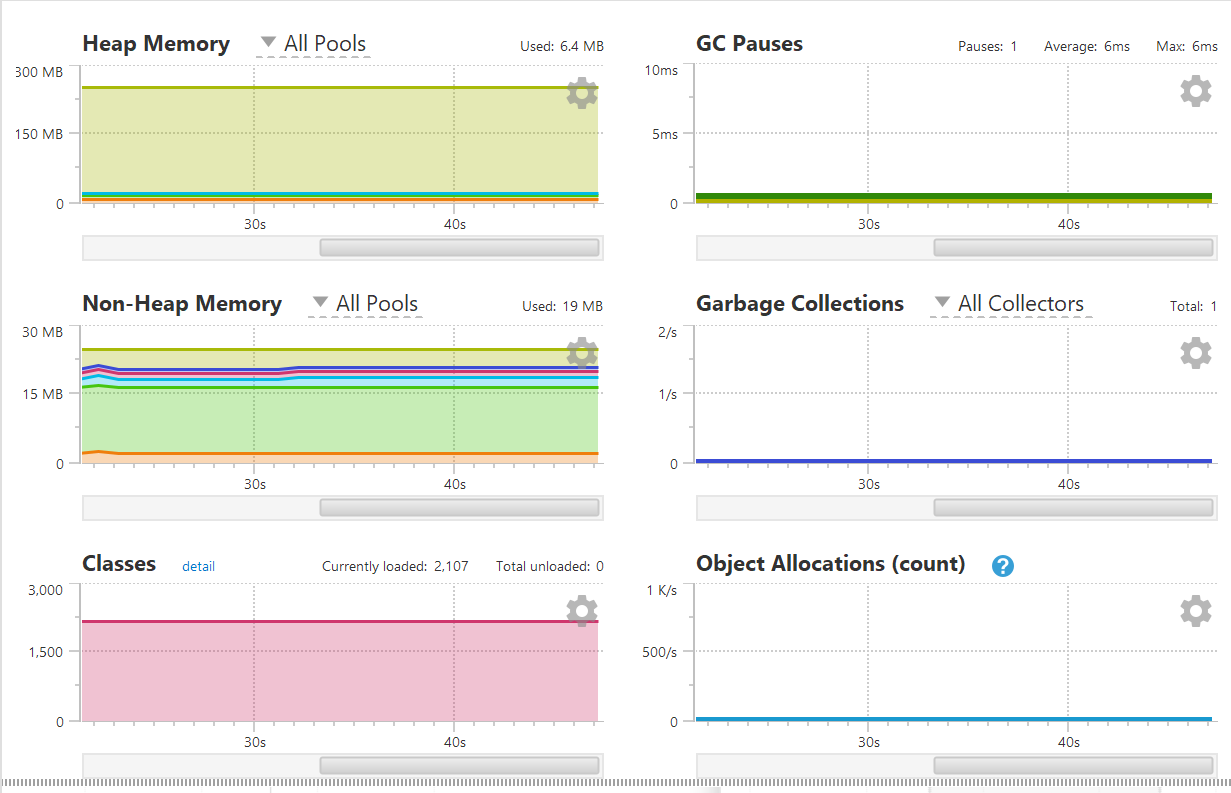 Heap Memory All Pools Used: 6.4 MB
300 MB
150 MB
0
30s 40s
GC Pauses Pauses: 1 Average: 6ms Max: 6ms
10ms
5ms
0
30s 40s
Non-Heap Memory All Pools Used: 19 MB
30 MB
15 MB
0
30s 40s
Garbage Collections All Collectors Total: 1
2/s
1/s
0
30s 40s
Classes detail Currently loaded: 2,107 Total unloaded: 0
3,000
1,500
0
30s 40s
Object Allocations (count) ?
1 K/s
500/s
0
30s 40s